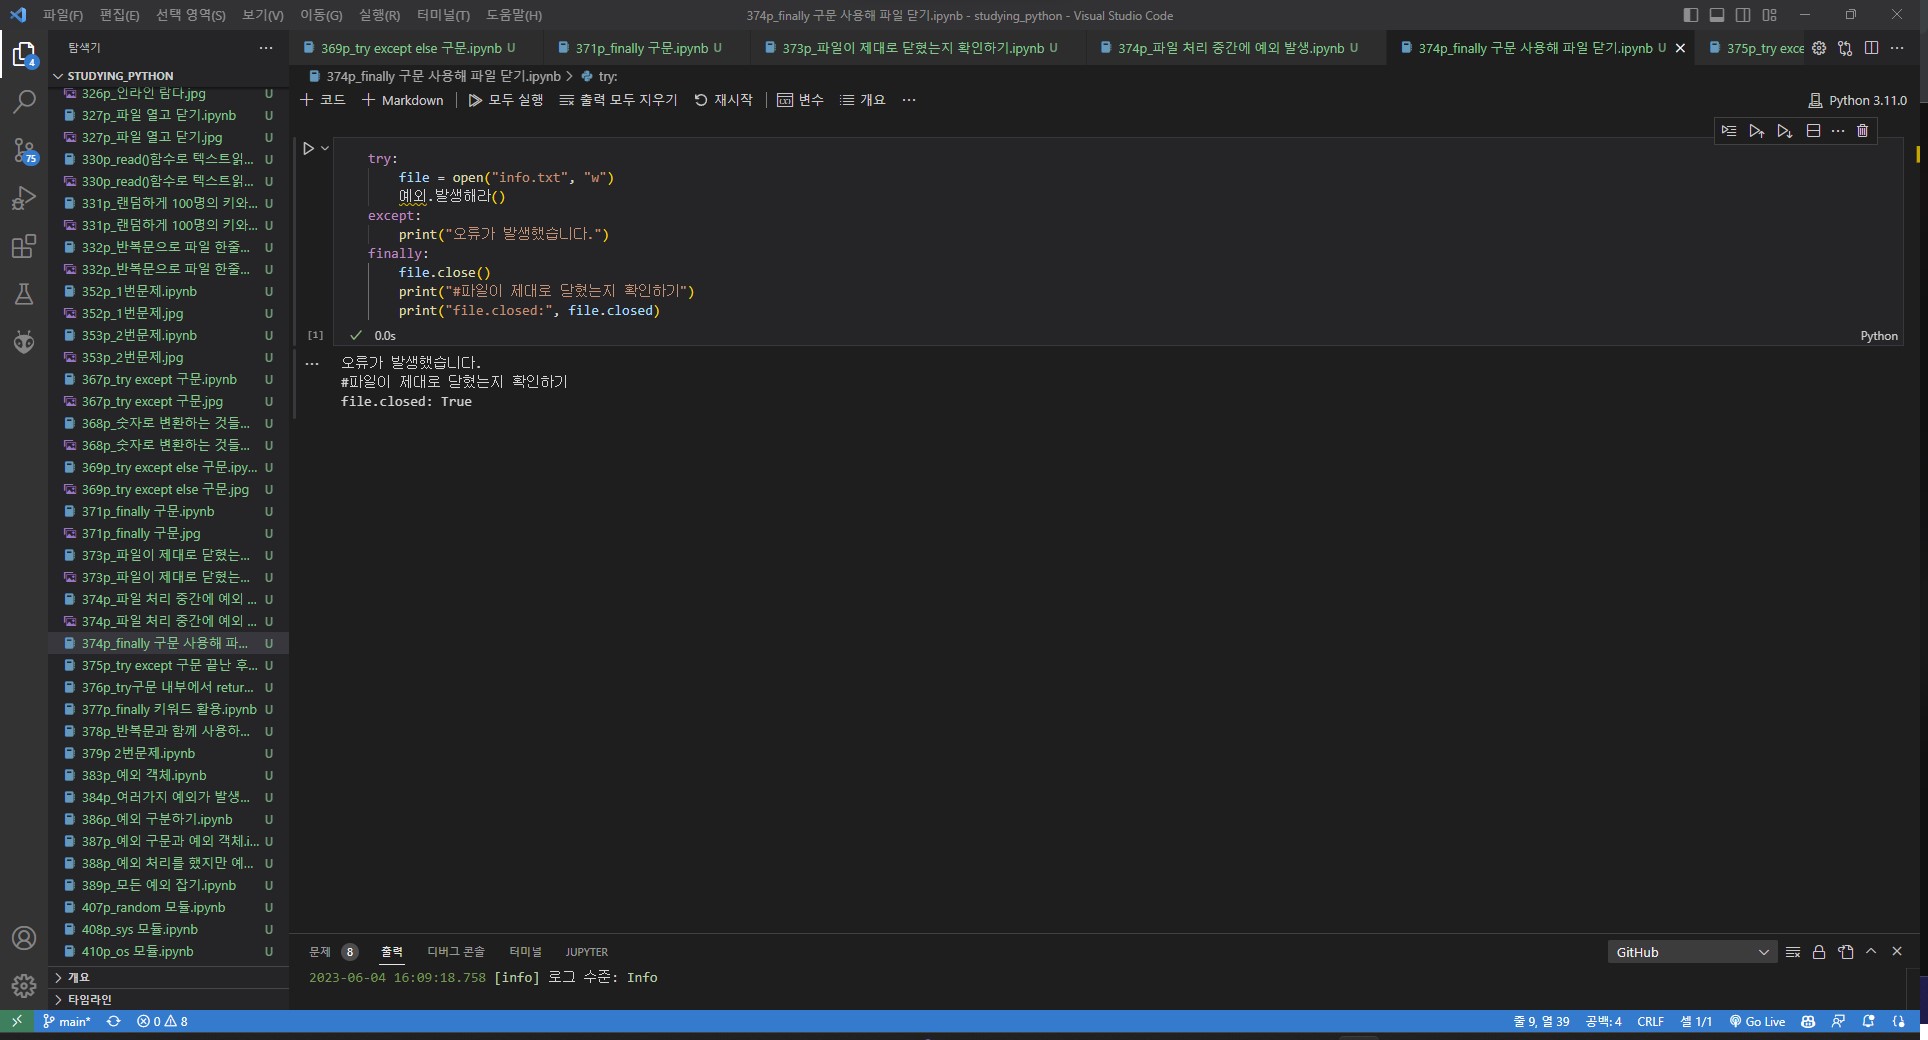 파일(F) 편집(E) 선택 영역(S) 보기(V) 이동(G) 실행(R) 터미널(T) 도움말(H)
374p_finally 구문 사용해 파일 닫기.ipynb - studying_python - Visual Studio Code
탐색기
369p_try except else 구문.ipynb U
371p_finally 구문.ipynb U
373p_파일이 제대로 닫혔는지 확인하기.ipynb U
374p_파일 처리 중간에 예외 발생.ipynb U
374p_finally 구문 사용해 파일 닫기.ipynb U
375p_try exce
STUDYING_PYTHON
326p_인라인 람다.jpg U
327p_파일 열고 닫기.ipynb U
327p_파일 열고 닫기.jpg U
330p_read()함수로 텍스트읽... U
330p_read()함수로 텍스트읽... U
331p_랜덤하게 100명의 키와... U
331p_랜덤하게 100명의 키와... U
332p_반복문으로 파일 한줄... U
332p_반복문으로 파일 한줄... U
352p_1번문제.ipynb U
352p_1번문제.jpg U
353p_2번문제.ipynb U
353p_2번문제.jpg U
367p_try except 구문.ipynb U
367p_try except 구문.jpg U
368p_숫자로 변환하는 것들... U
368p_숫자로 변환하는 것들... U
369p_try except else 구문.ipy... U
369p_try except else 구문.jpg U
371p_finally 구문.ipynb U
371p_finally 구문.jpg U
373p_파일이 제대로 닫혔는... U
373p_파일이 제대로 닫혔는... U
374p_파일 처리 중간에 예외 ... U
374p_파일 처리 중간에 예외 ... U
374p_finally 구문 사용해 파... U
375p_try except 구문 끝난 후... U
376p_try구문 내부에서 retur... U
377p_finally 키워드 활용.ipynb U
378p_반복문과 함께 사용하... U
379p 2번문제.ipynb U
383p_예외 객체.ipynb U
384p_여러가지 예외가 발생... U
386p_예외 구분하기.ipynb U
387p_예외 구문과 예외 객체.i... U
388p_예외 처리를 했지만 예... U
389p_모든 예외 잡기.ipynb U
407p_random 모듈.ipynb U
408p_sys 모듈.ipynb U
410p_os 모듈.ipynb U
개요
타임라인
4
75
374p_finally 구문 사용해 파일 닫기.ipynb > try:
+ 코드 + Markdown 모두 실행 출력 모두 지우기 재시작 변수 개요 ...
Python 3.11.0
try:
file = open("info.txt", "w")
예외.발생해라()
except:
print("오류가 발생했습니다.")
finally:
file.close()
print("#파일이 제대로 닫혔는지 확인하기")
print("file.closed:", file.closed)
[1] 0.0s
Python
오류가 발생했습니다.
#파일이 제대로 닫혔는지 확인하기
file.closed: True
문제 8 출력 디버그 콘솔 터미널 JUPYTER
GitHub
2023-06-04 16:09:18.758 [info] 로그 수준: Info
main* 0 8
줄 9, 열 39 공백: 4 CRLF 셀 1/1 Go Live